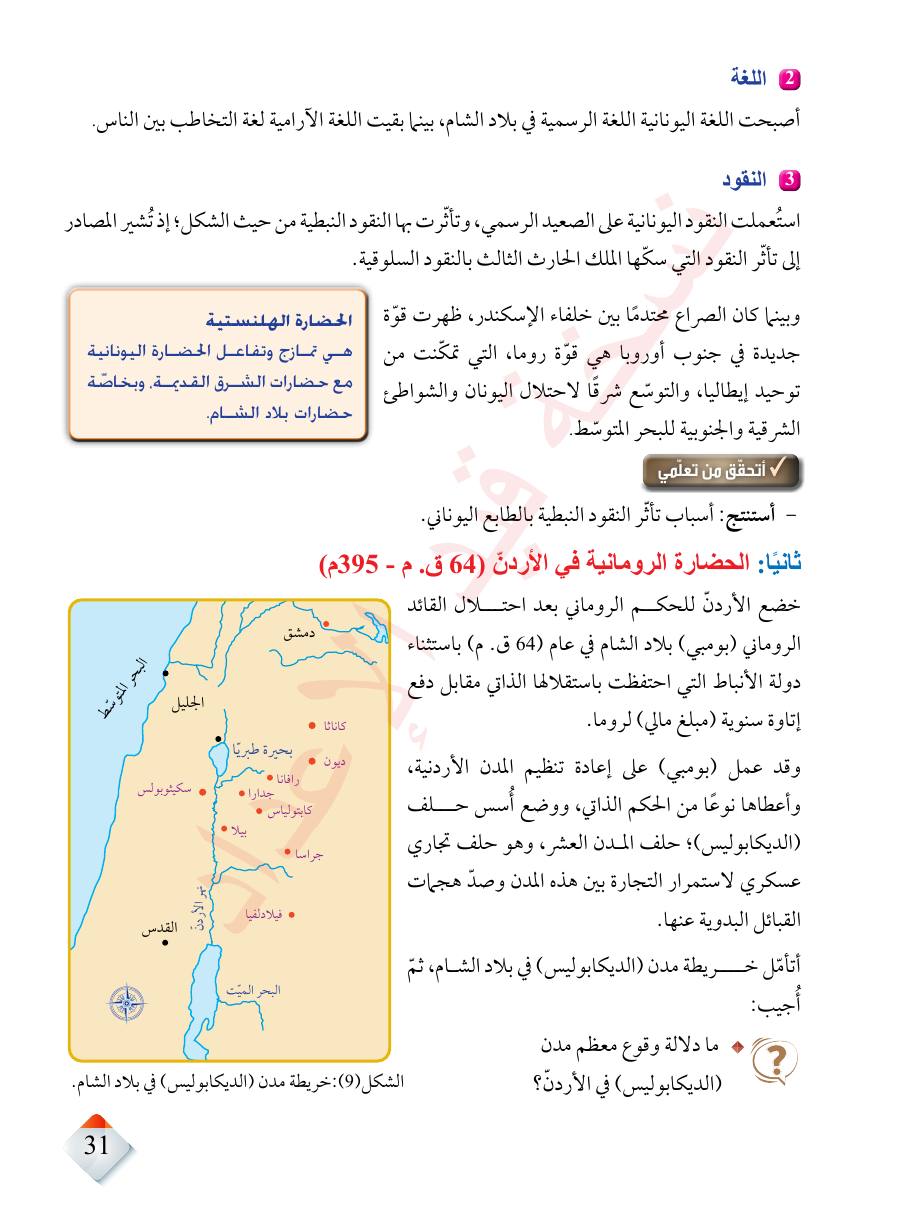 2 اللغة
أصبحت اللغة اليونانية اللغة الرسمية في بلاد الشام، بينما بقيت اللغة الآرامية لغة التخاطب بين الناس.
3 النقود
استُعملت النقود اليونانية على الصعيد الرسمي، وتأثّرت بها النقود النبطية من حيث الشكل؛ إذ تُشير المصادر
إلى تأثّر النقود التي سكّها الملك الحارث الثالث بالنقود السلوقية.
وبينما كان الصراع محتدمًا بين خلفاء الإسكندر، ظهرت قوّة
جديدة في جنوب أوروبا هي قوّة روما، التي تمكّنت من
توحيد إيطاليا، والتوسّع شرقًا لاحتلال اليونان والشواطئ
الشرقية والجنوبية للبحر المتوسّط.
الحضارة الهلنستية
هي تمازج وتفاعل الحضارة اليونانية
مع حضارات الشرق القديمة، وبخاصّة
حضارات بلاد الشام.
✓ أتحقّق من تعلّمي
- أستنتج: أسباب تأثّر النقود النبطية بالطابع اليوناني.
ثانيًا: الحضارة الرومانية في الأردنّ (64 ق. م - 395م)
خضع الأردنّ للحكم الروماني بعد احتلال القائد
الروماني (بومبي) بلاد الشام في عام (64 ق. م) باستثناء
دولة الأنباط التي احتفظت باستقلالها الذاتي مقابل دفع
إتاوة سنوية (مبلغ مالي) لروما.
وقد عمل (بومبي) على إعادة تنظيم المدن الأردنية،
وأعطاها نوعًا من الحكم الذاتي، ووضع أُسس حلف
(الديكابوليس)؛ حلف المدن العشر، وهو حلف تجاري
عسكري لاستمرار التجارة بين هذه المدن وصدّ هجمات
القبائل البدوية عنها.
أتأمّل خريطة مدن (الديكابوليس) في بلاد الشام، ثمّ
أُجيب:
ما دلالة وقوع معظم مدن
(الديكابوليس) في الأردنّ؟
دمشق
البحر المتوسّط
الجليل
كاناثا
بحيرة طبريّا
ديون
رافانا
سكيثوبولس
جدارا
كابتولياس
بيلا
جراسا
نهر الأردنّ
فيلادلفيا
القدس
البحر الميّت
الشكل(9):خريطة مدن (الديكابوليس) في بلاد الشام.
31
نسخة قيد الإعداد